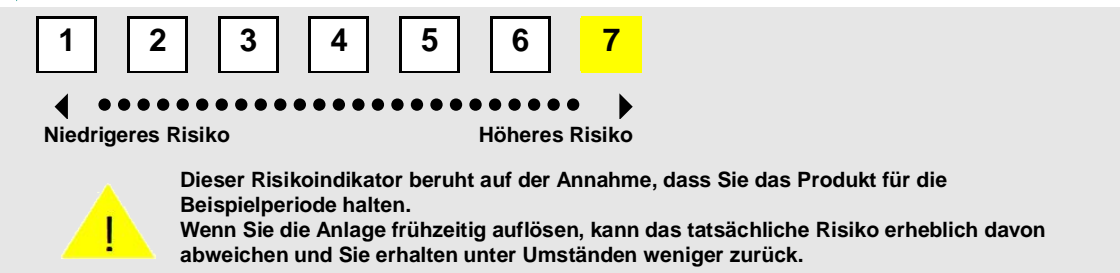 1 2 3 4 5 6 7
Niedrigeres Risiko Höheres Risiko
Dieser Risikoindikator beruht auf der Annahme, dass Sie das Produkt für die
Beispielperiode halten.
Wenn Sie die Anlage frühzeitig auflösen, kann das tatsächliche Risiko erheblich davon
abweichen und Sie erhalten unter Umständen weniger zurück.
!